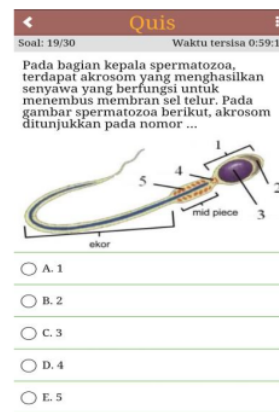 Quis
Soal: 19/30 Waktu tersisa 0:59:1
Pada bagian kepala spermatozoa,
terdapat akrosom yang menghasilkan
senyawa yang berfungsi untuk
menembus membran sel telur. Pada
gambar spermatozoa berikut, akrosom
ditunjukkan pada nomor ...
1
4
5
2
mid piece 3
ekor
A. 1
B. 2
C. 3
D. 4
E. 5